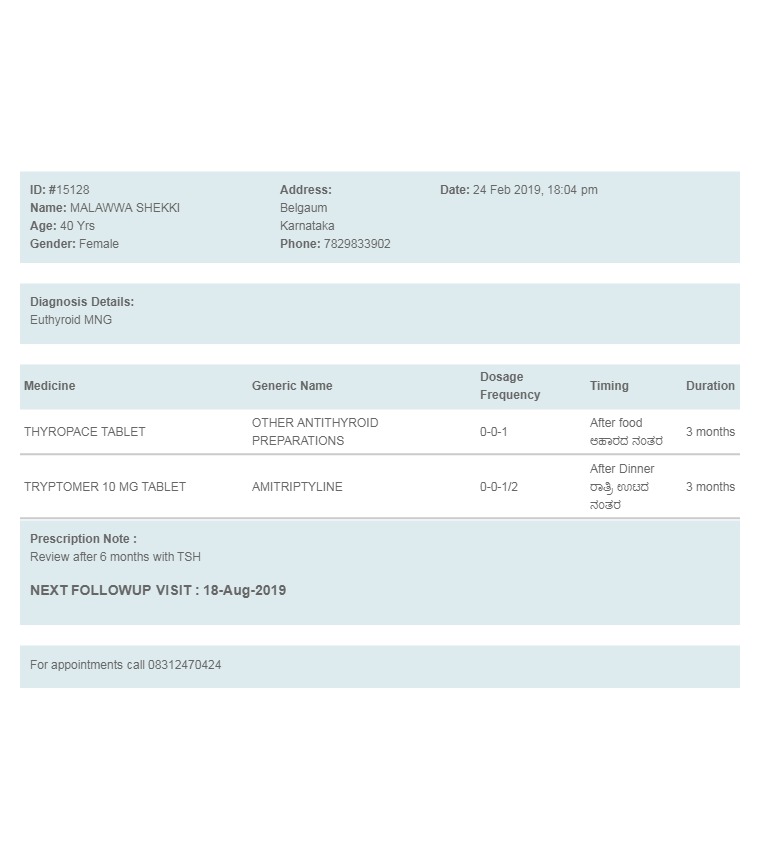 ID: #15128
Name: MALAWWA SHEKKI
Age: 40 Yrs
Gender: Female
Address:
Belgaum
Karnataka
Phone: 7829833902
Date: 24 Feb 2019, 18:04 pm
Diagnosis Details:
Euthyroid MNG
Medicine Generic Name Dosage Frequency Timing Duration
THYROPACE TABLET OTHER ANTITHYROID PREPARATIONS 0-0-1 After food ಆಹಾರದ ನಂತರ 3 months
TRYPTOMER 10 MG TABLET AMITRIPTYLINE 0-0-1/2 After Dinner ರಾತ್ರಿ ಊಟದ ನಂತರ 3 months
Prescription Note :
Review after 6 months with TSH
NEXT FOLLOWUP VISIT : 18-Aug-2019
For appointments call 08312470424